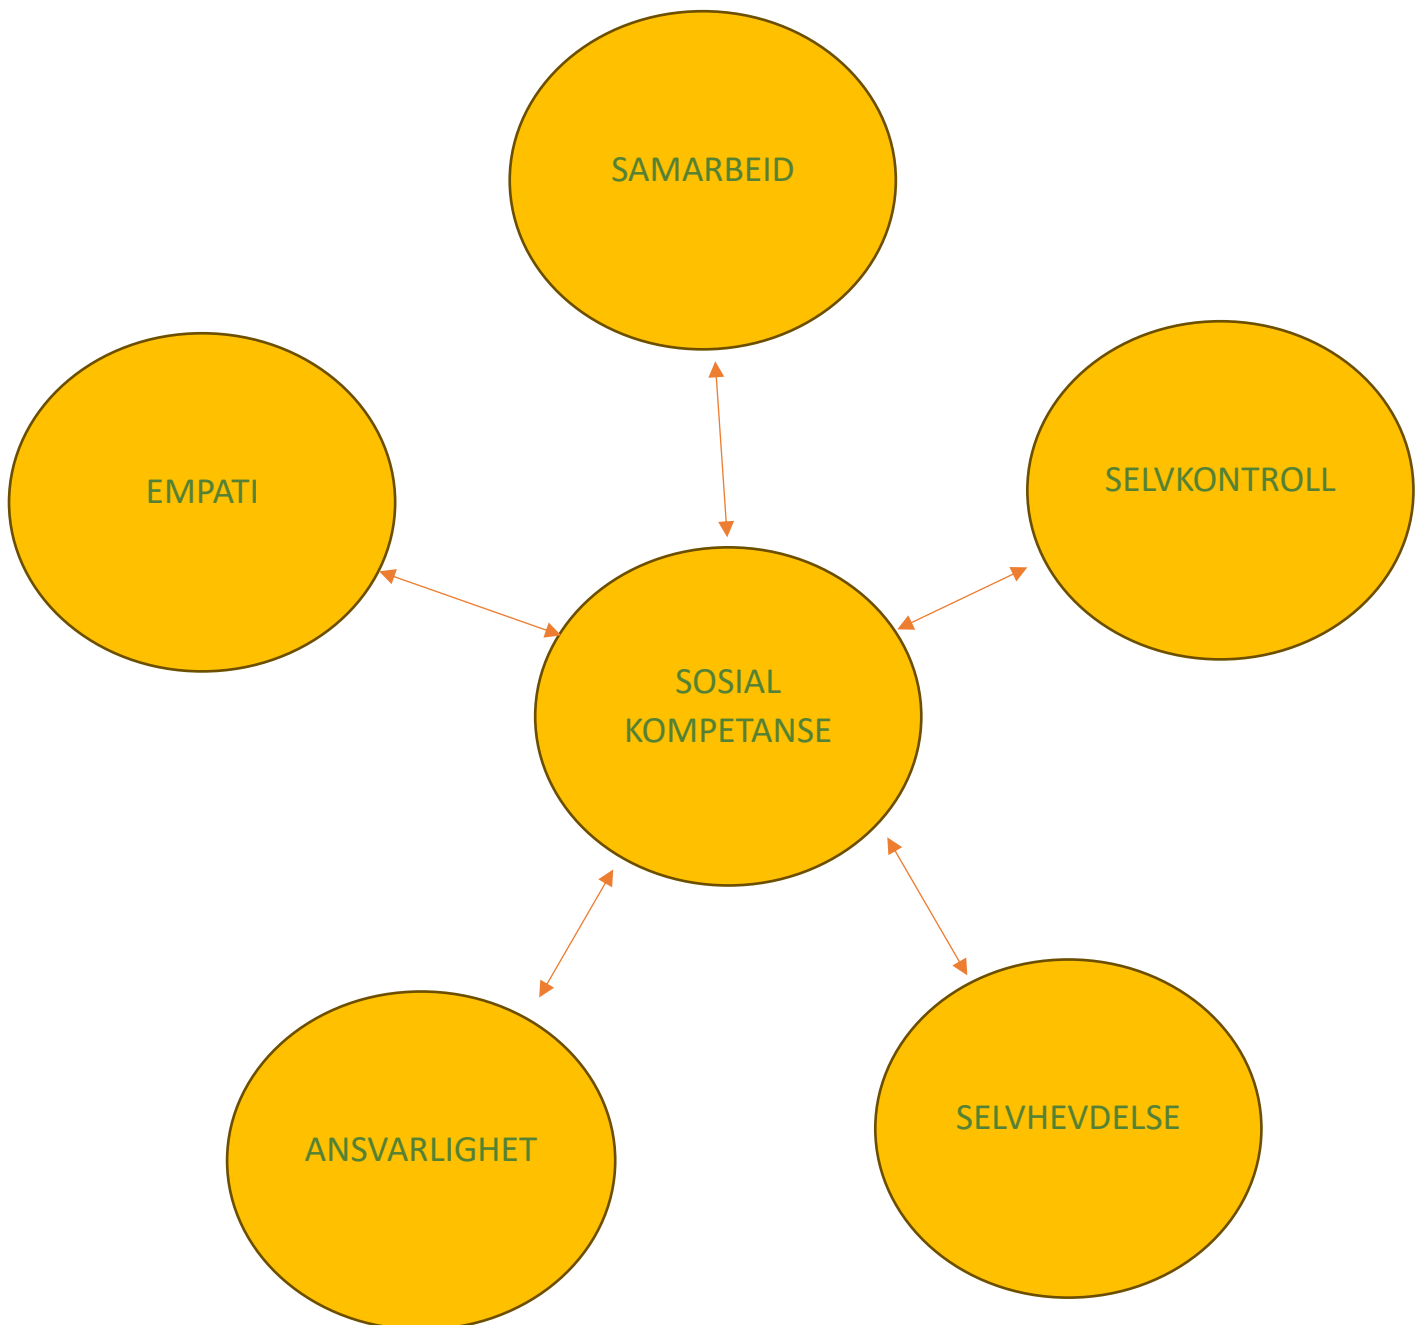 SAMARBEID
EMPATI
SELVKONTROLL
SOSIAL
KOMPETANSE
ANSVARLIGHET
SELVHEVDELSE